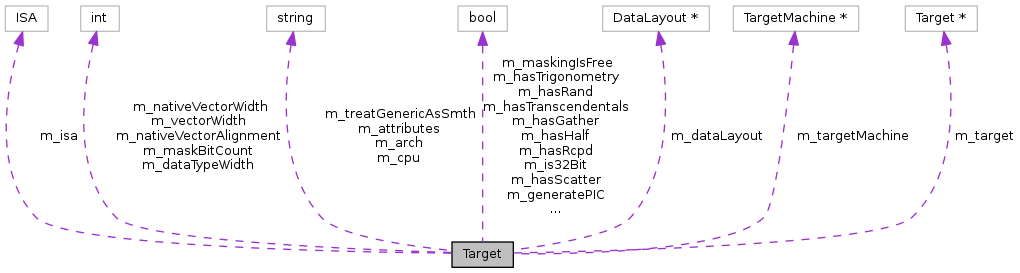 ISA
int
string
bool
DataLayout *
TargetMachine *
Target *
m_isa
m_nativeVectorWidth
m_vectorWidth
m_nativeVectorAlignment
m_maskBitCount
m_dataTypeWidth
m_treatGenericAsSmth
m_attributes
m_arch
m_cpu
m_maskingIsFree
m_hasTrigonometry
m_hasRand
m_hasTranscendentals
m_hasGather
m_hasHalf
m_hasRcpd
m_is32Bit
m_hasScatter
m_generatePIC
...
m_dataLayout
m_targetMachine
m_target
Target